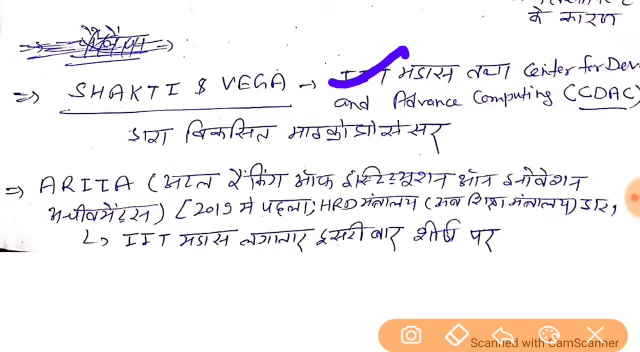 के कारण
=> SHAKTI & VEGA → IIT मद्रास तथा Center for Dev
and Advance Computing (CDAC)
द्वारा विकसित माइक्रोप्रोसेसर
=> ARIIA (अटल रैंकिंग ऑफ इंस्टिट्यूशन ऑन इनोवेशन
अचीवमेंट्स) [2019 में पहला; HRD मंत्रालय (अब शिक्षा मंत्रालय) द्वारा,
↳ IIT मद्रास लगातार दूसरी बार शीर्ष पर
Scanned with CamScanner